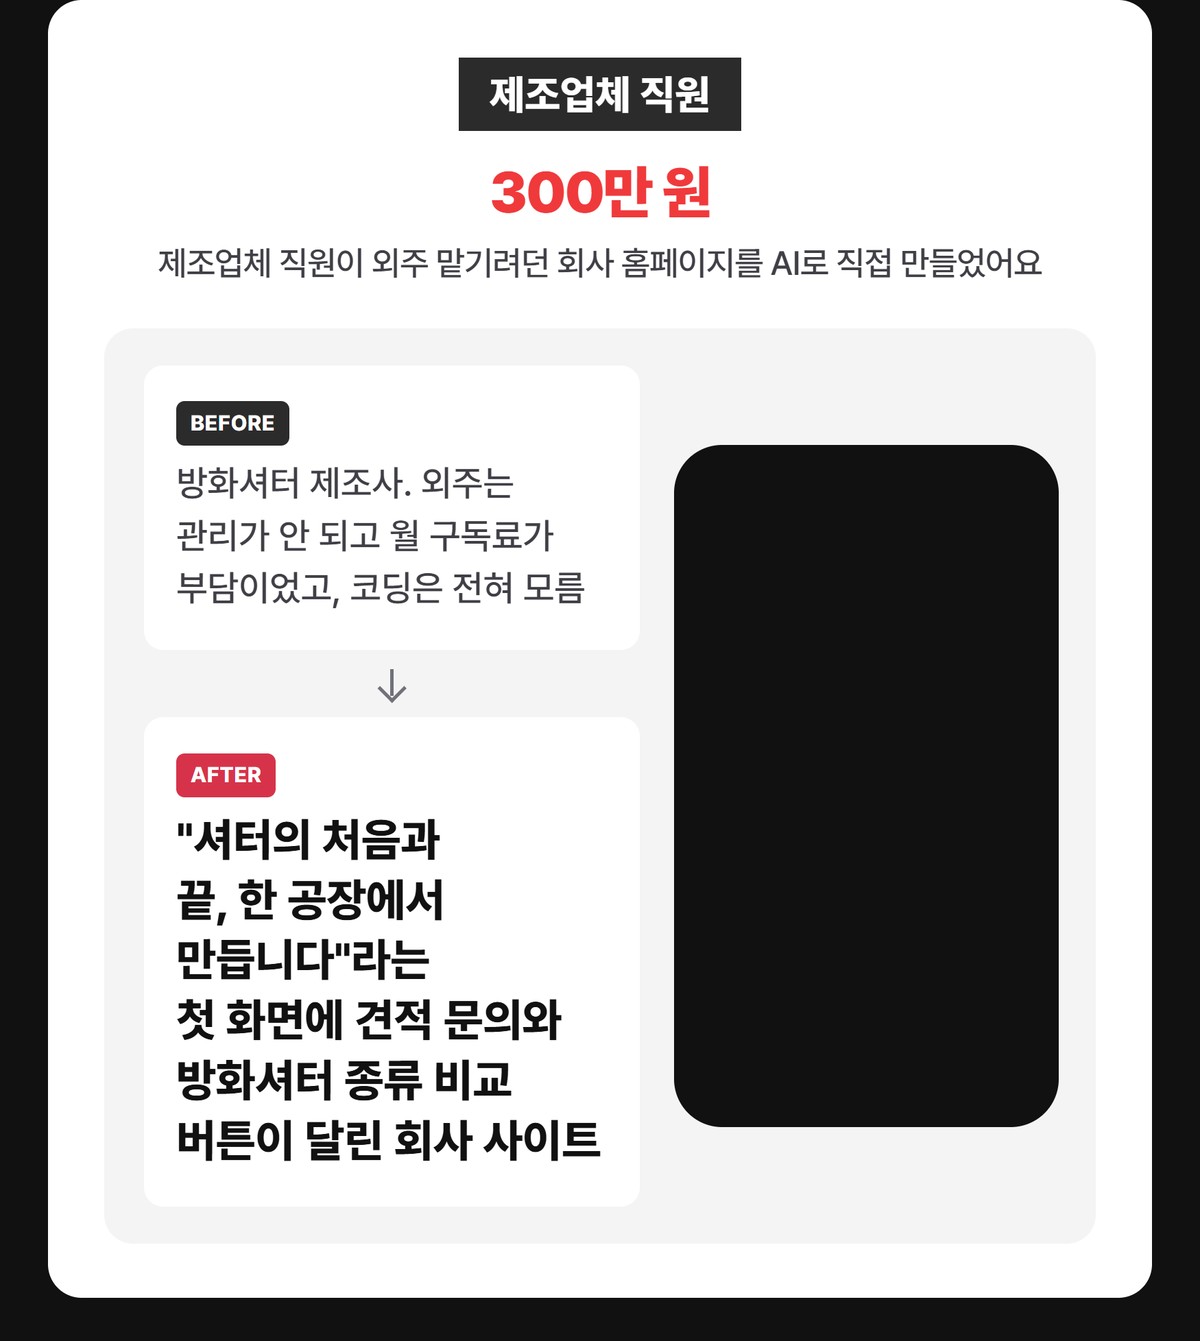 제조업체 직원
300만 원
제조업체 직원이 외주 맡기려던 회사 홈페이지를 AI로 직접 만들었어요
BEFORE
방화셔터 제조사. 외주는
관리가 안 되고 월 구독료가
부담이었고, 코딩은 전혀 모름
AFTER
"셔터의 처음과
끝, 한 공장에서
만듭니다"라는
첫 화면에 견적 문의와
방화셔터 종류 비교
버튼이 달린 회사 사이트